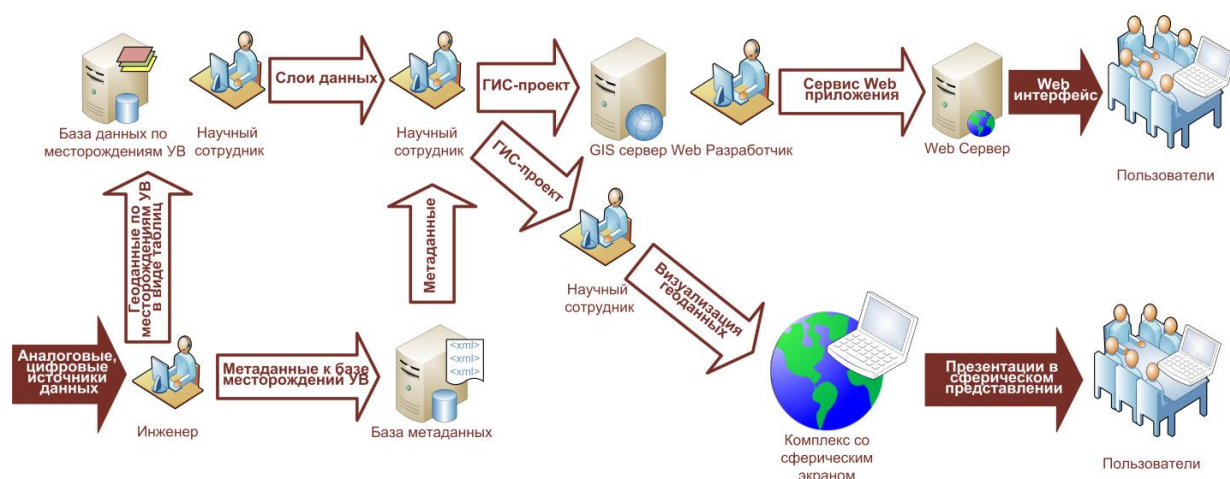 База данных по
месторождениям УВ
Научный
сотрудник
Слои данных
Научный
сотрудник
ГИС-проект
GIS сервер
Web Разработчик
Сервис Web
приложения
Web Сервер
Web
интерфейс
Пользователи
Геоданные по
месторождениям УВ
в виде таблиц
Метаданные
ГИС-проект
Научный
сотрудник
Визуализация
геоданных
Аналоговые,
цифровые
источники
данных
Инженер
Метаданные к базе
месторождений УВ
<xml>
<xml>
<xml>
База метаданных
Комплекс со
сферическим
экраном
Презентации в
сферическом
представлении
Пользователи